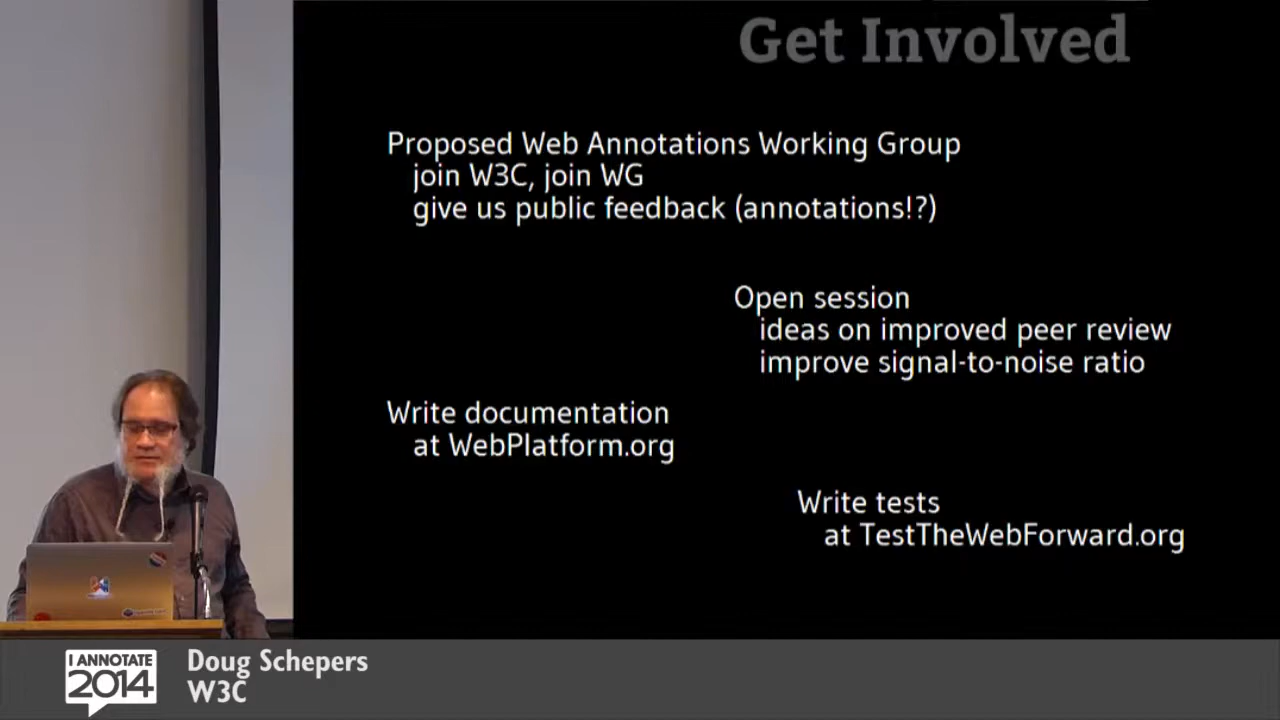 Get Involved
Proposed Web Annotations Working Group
join W3C, join WG
give us public feedback (annotations!?)
Open session
ideas on improved peer review
improve signal-to-noise ratio
Write documentation
at WebPlatform.org
Write tests
at TestTheWebForward.org
I ANNOTATE
2014
Doug Schepers
W3C